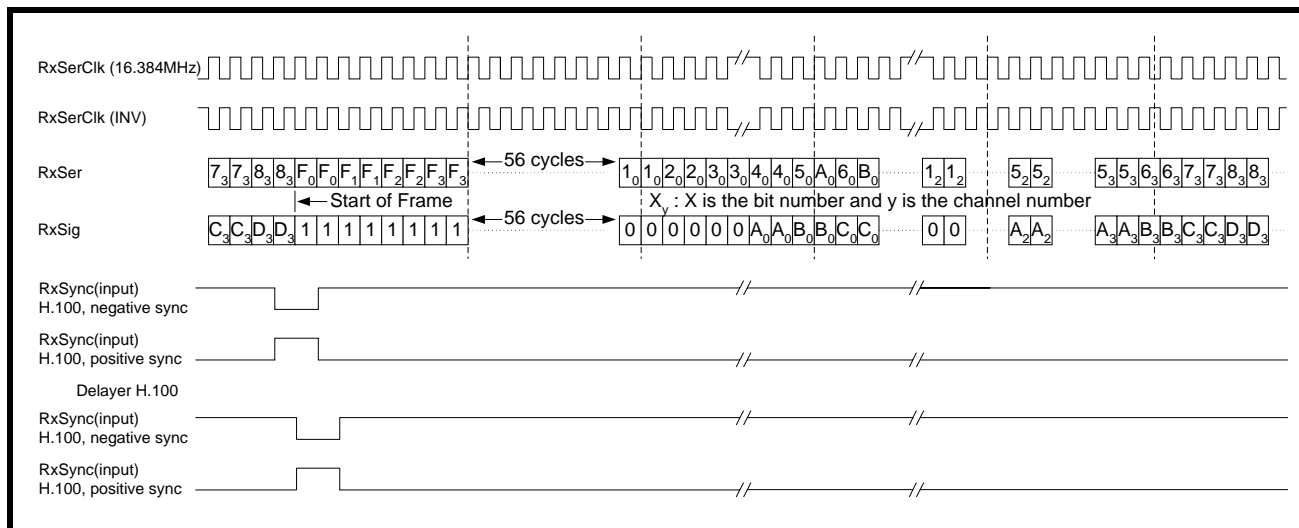 RxSerClk (16.384MHz)
RxSerClk (INV)
RxSer
7₃ 7₃ 8₃ 8₃ F₀ F₀ F₁ F₁ F₂ F₂ F₃ F₃
56 cycles
1₀ 1₀ 2₀ 2₀ 3₀ 3₀ 4₀ 4₀ 5₀ A₀ 6₀ B₀
1₂ 1₂
5₂ 5₂
5₃ 5₃ 6₃ 6₃ 7₃ 7₃ 8₃ 8₃
Start of Frame
X_y : X is the bit number and y is the channel number
RxSig
C₃ C₃ D₃ D₃ 1 1 1 1 1 1 1 1
56 cycles
0 0 0 0 0 0 A₀ A₀ B₀ B₀ C₀ C₀
0 0
A₂ A₂
A₃ A₃ B₃ B₃ C₃ C₃ D₃ D₃
RxSync(input)
H.100, negative sync
RxSync(input)
H.100, positive sync
Delayer H.100
RxSync(input)
H.100, negative sync
RxSync(input)
H.100, positive sync